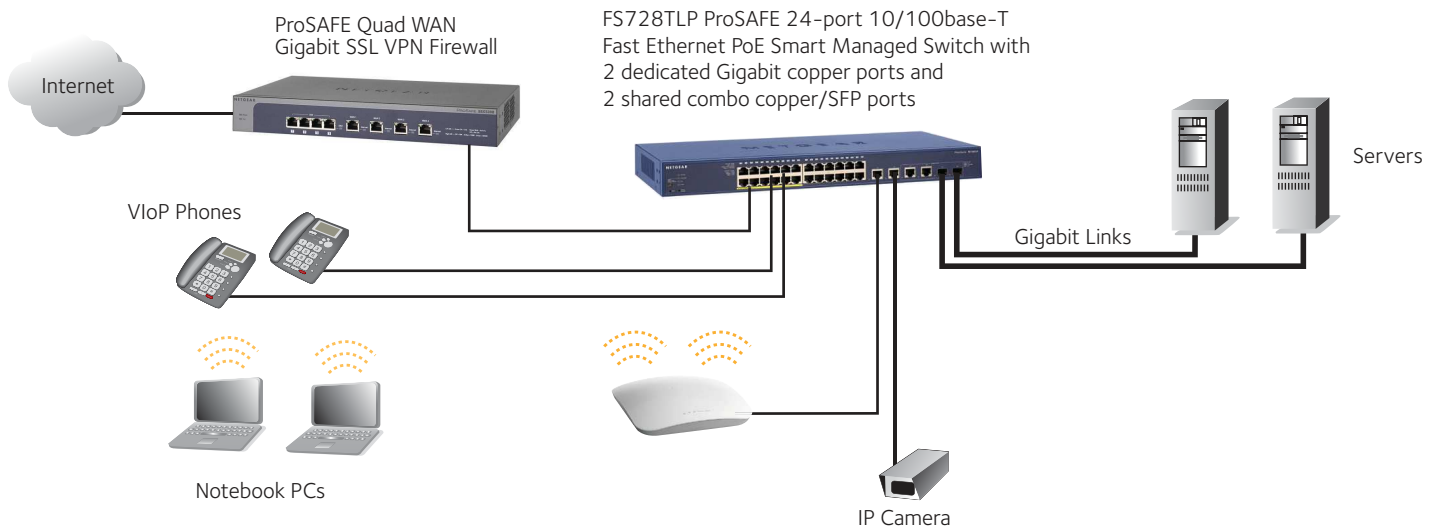 ProSAFE Quad WAN
Gigabit SSL VPN Firewall
FS728TLP ProSAFE 24-port 10/100base-T
Fast Ethernet PoE Smart Managed Switch with
2 dedicated Gigabit copper ports and
2 shared combo copper/SFP ports
Internet
NETGEAR
NETGEAR
Servers
VIoP Phones
Gigabit Links
Notebook PCs
IP Camera